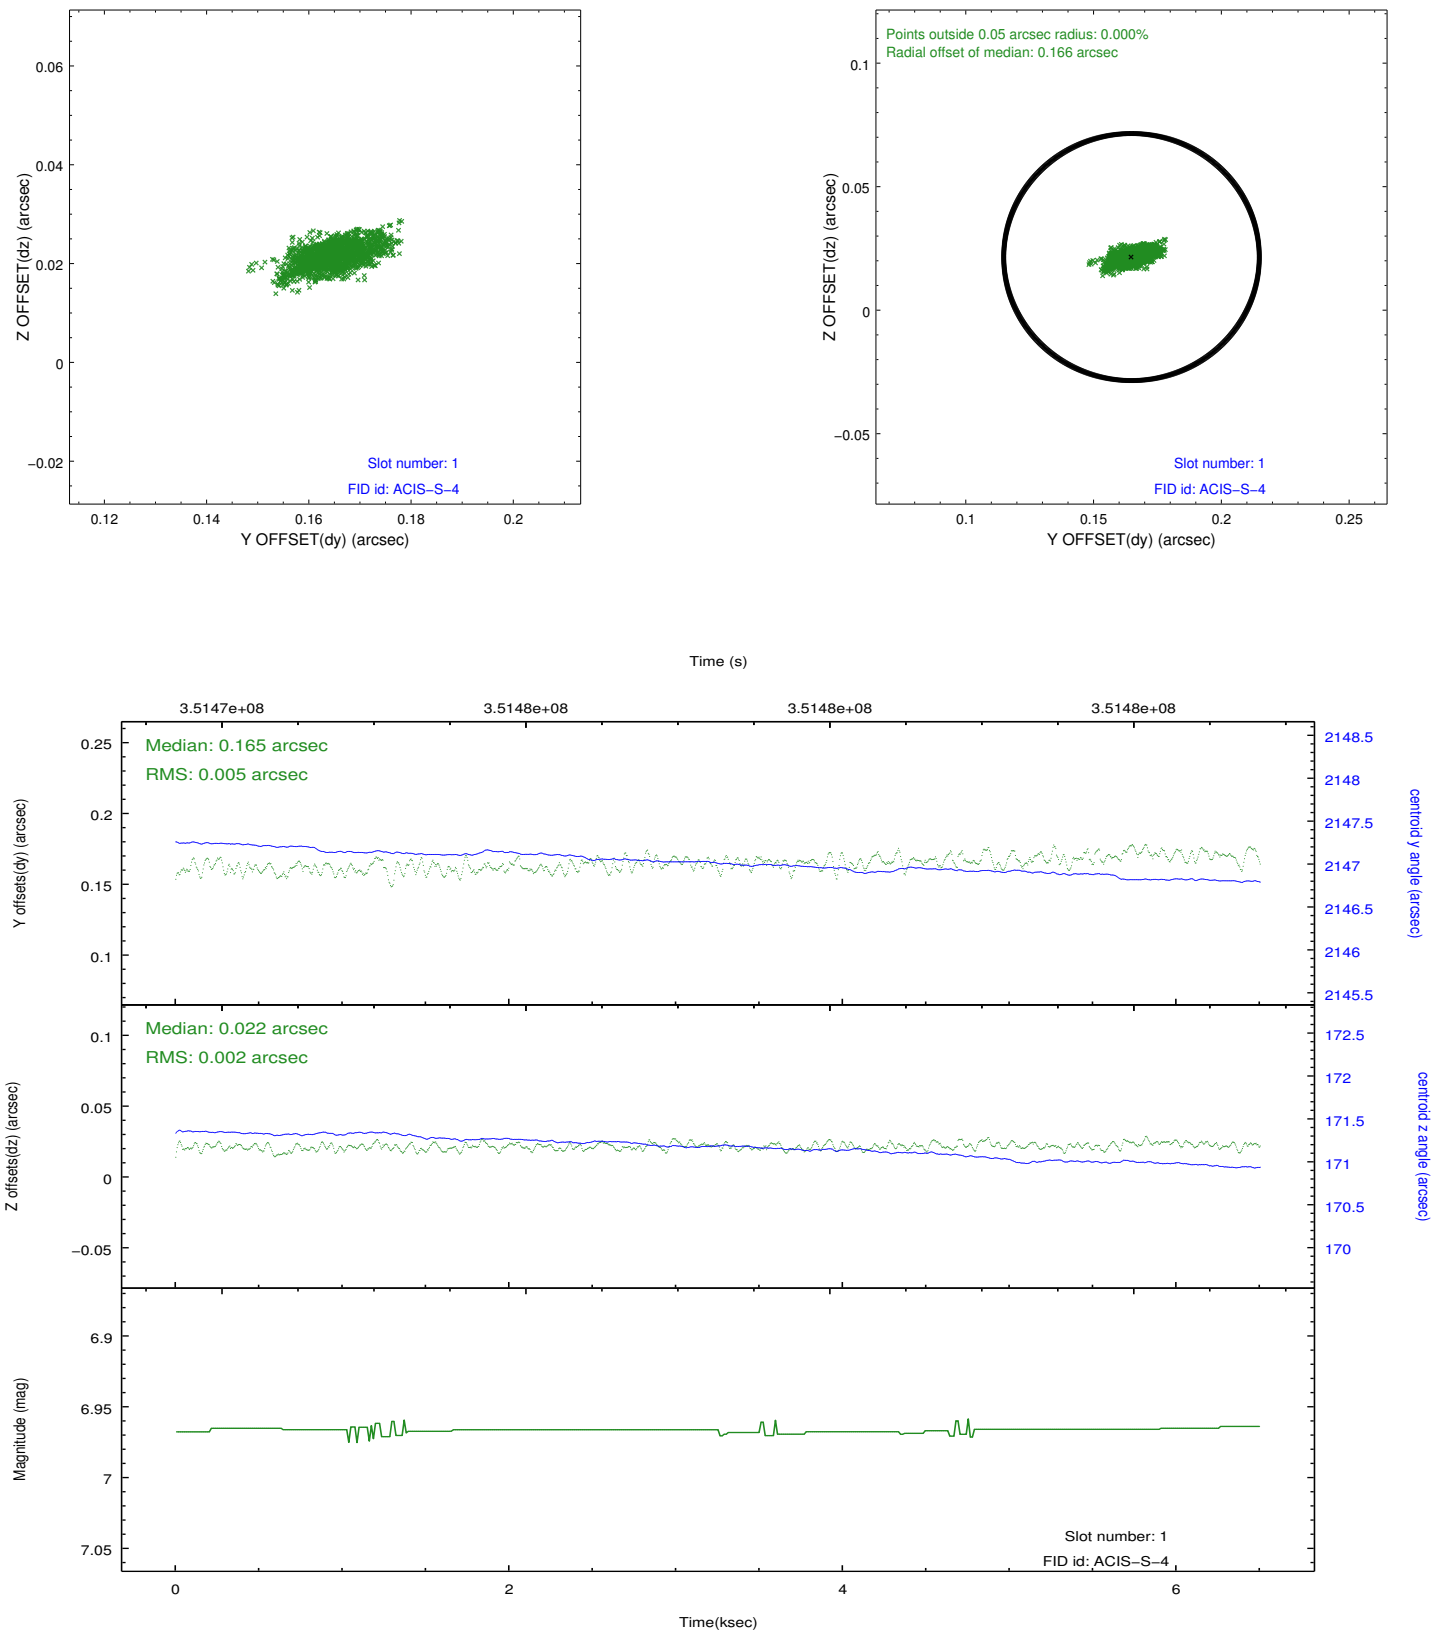 0.06
0.04
0.02
0
−0.02
Z OFFSET(dz) (arcsec)
Slot number: 1
FID id: ACIS−S−4
0.12 0.14 0.16 0.18 0.2
Y OFFSET(dy) (arcsec)
Points outside 0.05 arcsec radius: 0.000%
Radial offset of median: 0.166 arcsec
0.1
0.05
0
−0.05
Z OFFSET(dz) (arcsec)
Slot number: 1
FID id: ACIS−S−4
0.1 0.15 0.2 0.25
Y OFFSET(dy) (arcsec)
Time (s)
3.5147e+08 3.5148e+08 3.5148e+08 3.5148e+08
Median: 0.165 arcsec
RMS: 0.005 arcsec
0.25
0.2
0.15
0.1
Y offsets(dy) (arcsec)
2148.5
2148
2147.5
2147
2146.5
2146
2145.5
centroid y angle (arcsec)
Median: 0.022 arcsec
RMS: 0.002 arcsec
0.1
0.05
0
−0.05
Z offsets(dz) (arcsec)
172.5
172
171.5
171
170.5
170
centroid z angle (arcsec)
6.9
6.95
7
7.05
Magnitude (mag)
Slot number: 1
FID id: ACIS−S−4
0 2 4 6
Time(ksec)